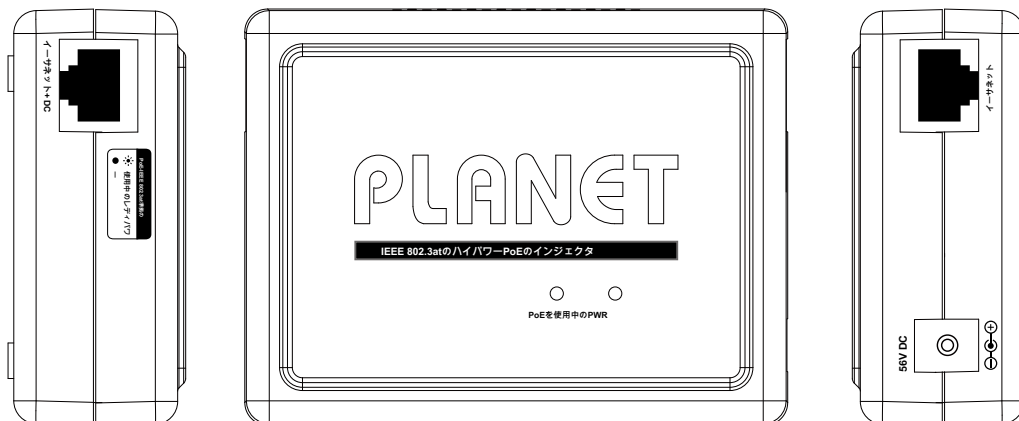 イーサネット+ DC
PoE-IEEE 802.3at準拠の
使用中 のレディ パワ
PLANET
IEEE 802.3atのハイパワーPoEのインジェクタ
PoEを使用中のPWR
イーサネット
56V DC